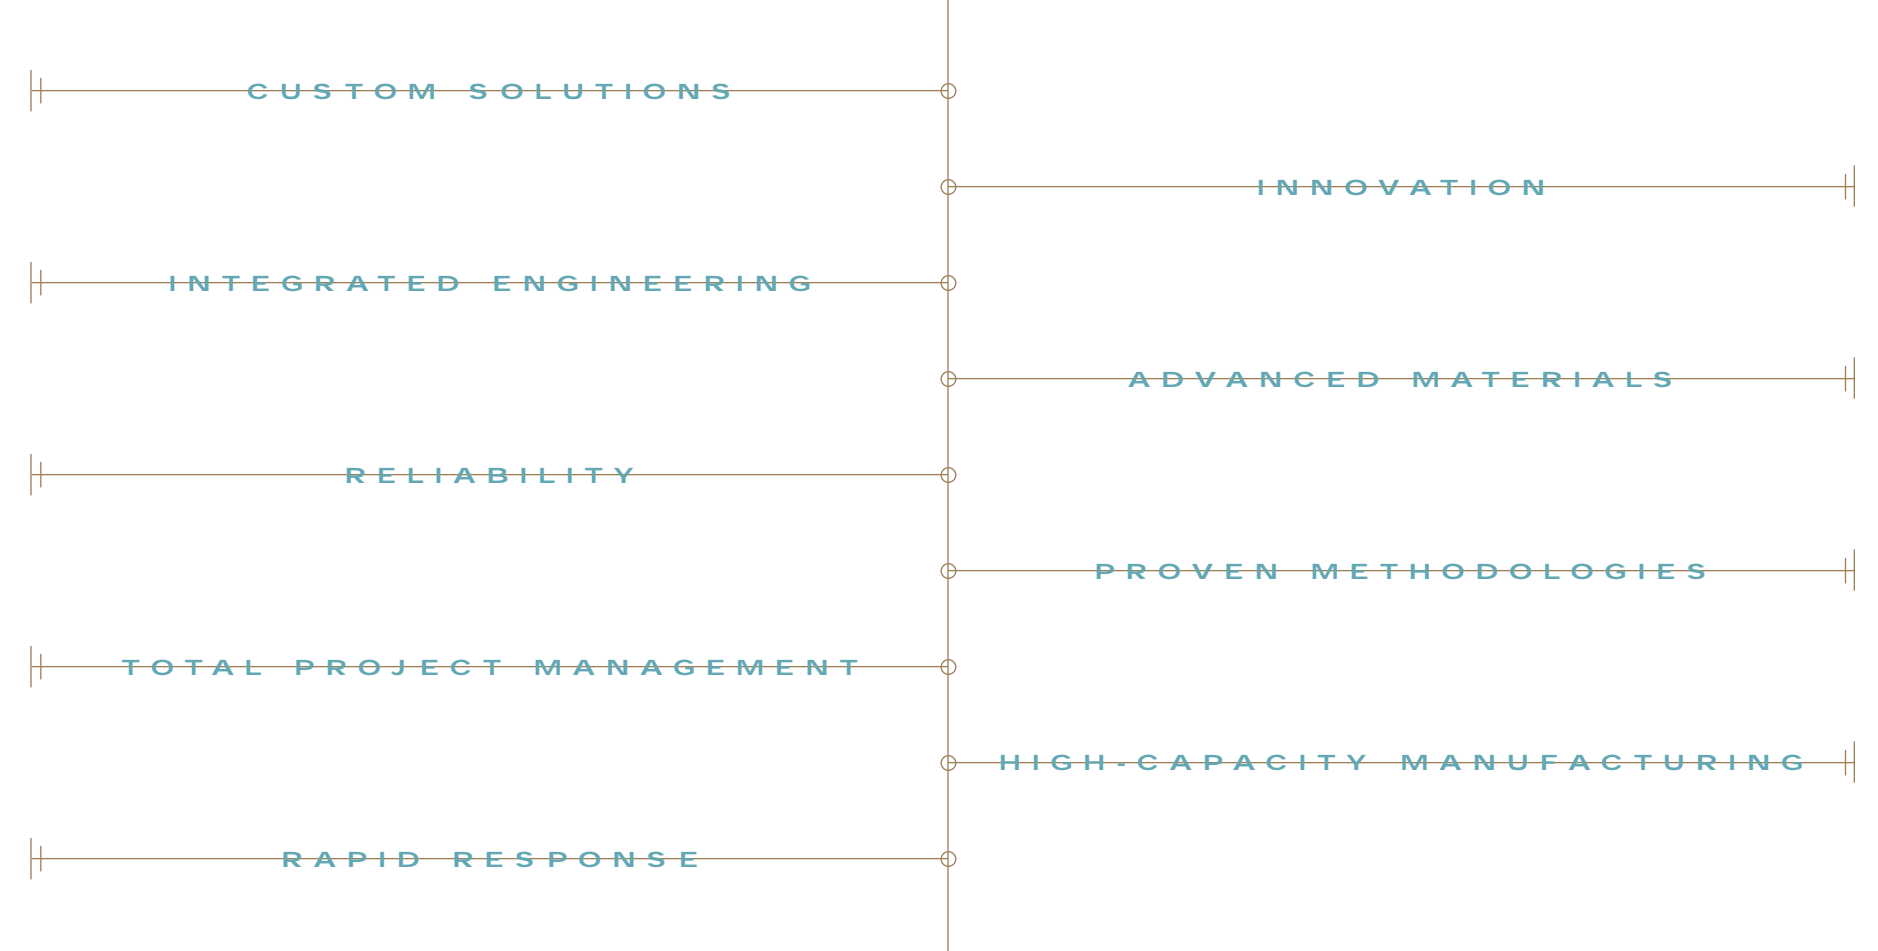 CUSTOM SOLUTIONS
INNOVATION
INTEGRATED ENGINEERING
ADVANCED MATERIALS
RELIABILITY
PROVEN METHODOLOGIES
TOTAL PROJECT MANAGEMENT
HIGH-CAPACITY MANUFACTURING
RAPID RESPONSE